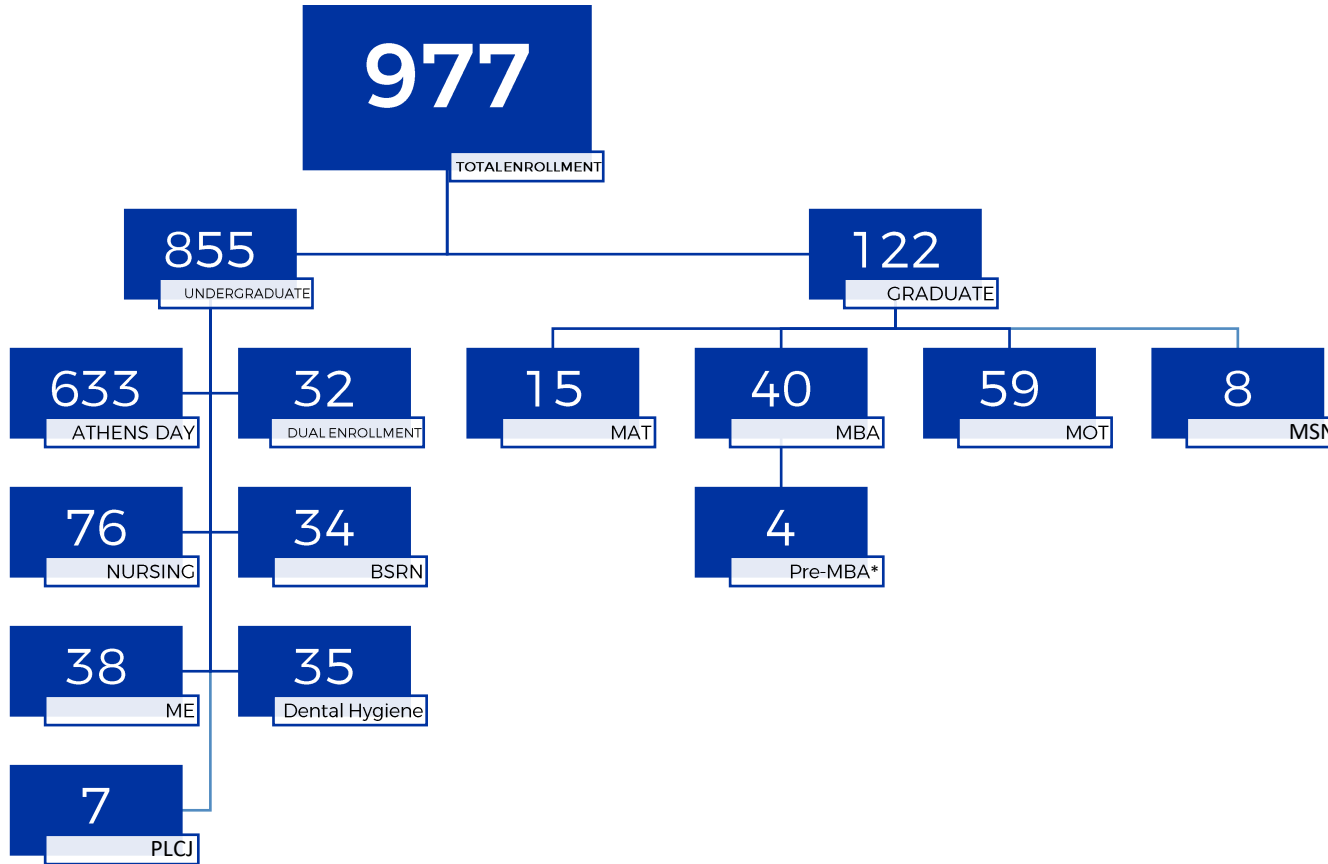 977
TOTALENROLLMENT
855
UNDERGRADUATE
122
GRADUATE
633
ATHENS DAY
32
DUAL ENROLLMENT
15
MAT
40
MBA
59
MOT
8
MSN
76
NURSING
34
BSRN
4
Pre-MBA*
38
ME
35
Dental Hygiene
7
PLCJ